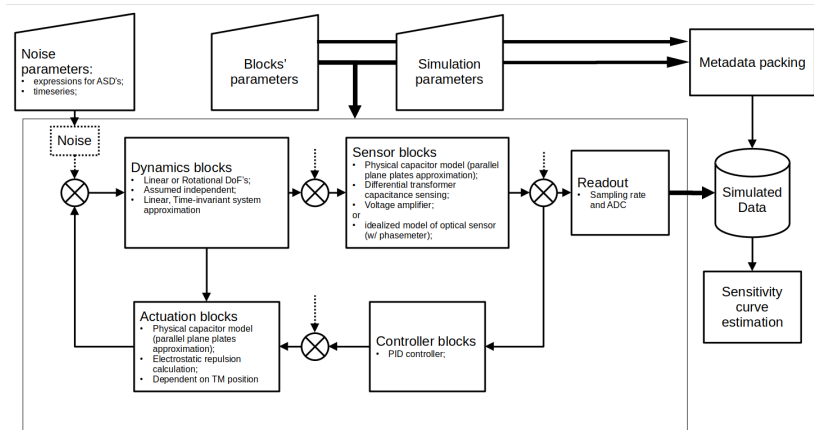 Noise
parameters:
• expressions for ASD's;
• timeseries;
Blocks'
parameters
Simulation
parameters
Metadata packing
Noise
Dynamics blocks
• Linear or Rotational DoF's;
• Assumed independent;
• Linear, Time-invariant system
approximation
Sensor blocks
• Physical capacitor model (parallel
plane plates approximation);
• Differential transformer
capacitance sensing;
• Voltage amplifier;
or
• idealized model of optical sensor
(w/ phasemeter);
Readout
• Sampling rate
and ADC
Simulated
Data
Actuation blocks
• Physical capacitor model
(parallel plane plates
approximation);
• Electrostatic repulsion
calculation;
• Dependent on TM position
Controller blocks
• PID controller;
Sensitivity
curve
estimation